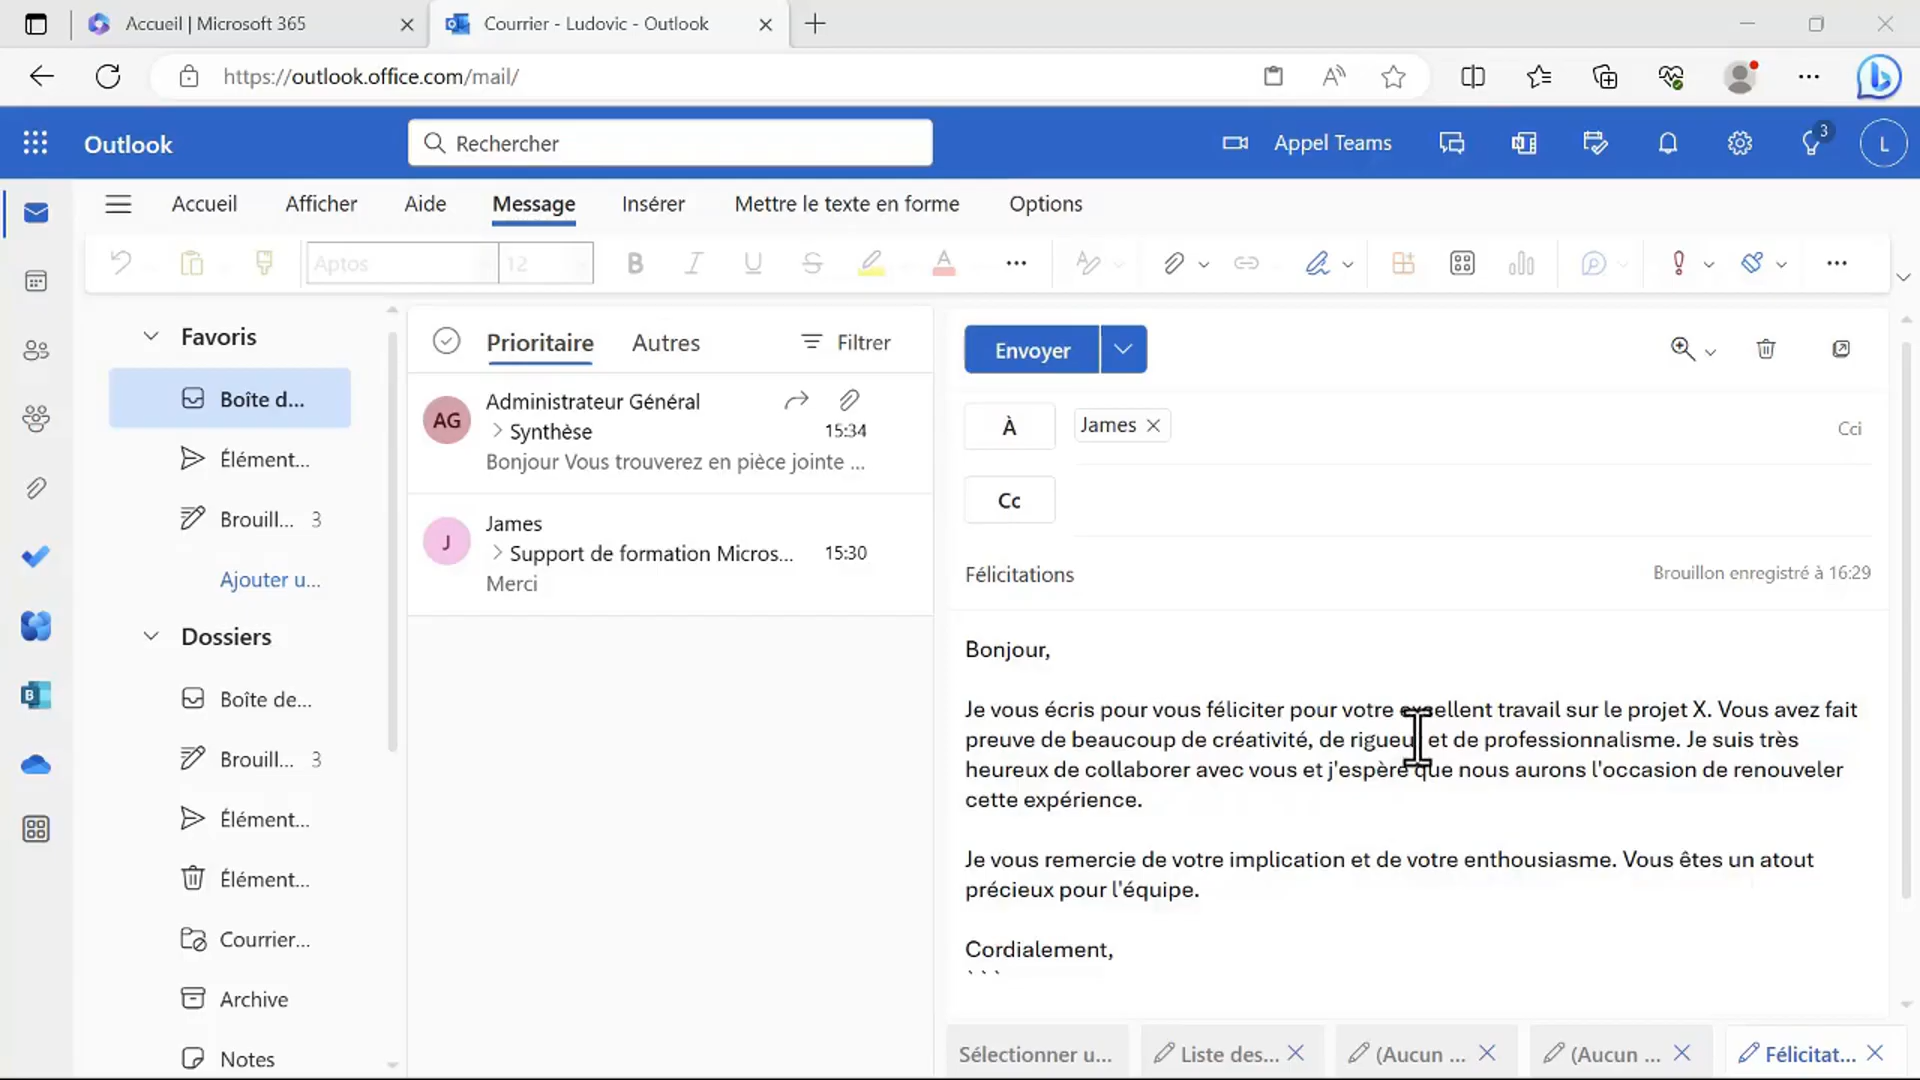 Accueil | Microsoft 365
Courrier - Ludovic - Outlook
https://outlook.office.com/mail/
Outlook
Rechercher
Appel Teams
3
L
Accueil
Afficher
Aide
Message
Insérer
Mettre le texte en forme
Options
Aptos
12
Favoris
Boîte d...
Élément...
Brouill... 3
Ajouter u...
Dossiers
Boîte de...
Brouill... 3
Élément...
Élément...
Courrier...
Archive
Notes
Prioritaire
Autres
Filtrer
AG
Administrateur Général
Synthèse
15:34
Bonjour Vous trouverez en pièce jointe ...
J
James
Support de formation Micros...
15:30
Merci
Envoyer
À
James
Cci
Cc
Félicitations
Brouillon enregistré à 16:29
Bonjour,
Je vous écris pour vous féliciter pour votre excellent travail sur le projet X. Vous avez fait
preuve de beaucoup de créativité, de rigueur et de professionnalisme. Je suis très
heureux de collaborer avec vous et j'espère que nous aurons l'occasion de renouveler
cette expérience.
Je vous remercie de votre implication et de votre enthousiasme. Vous êtes un atout
précieux pour l'équipe.
Cordialement,
```
Sélectionner u...
Liste des...
(Aucun ...
(Aucun ...
Félicitat...